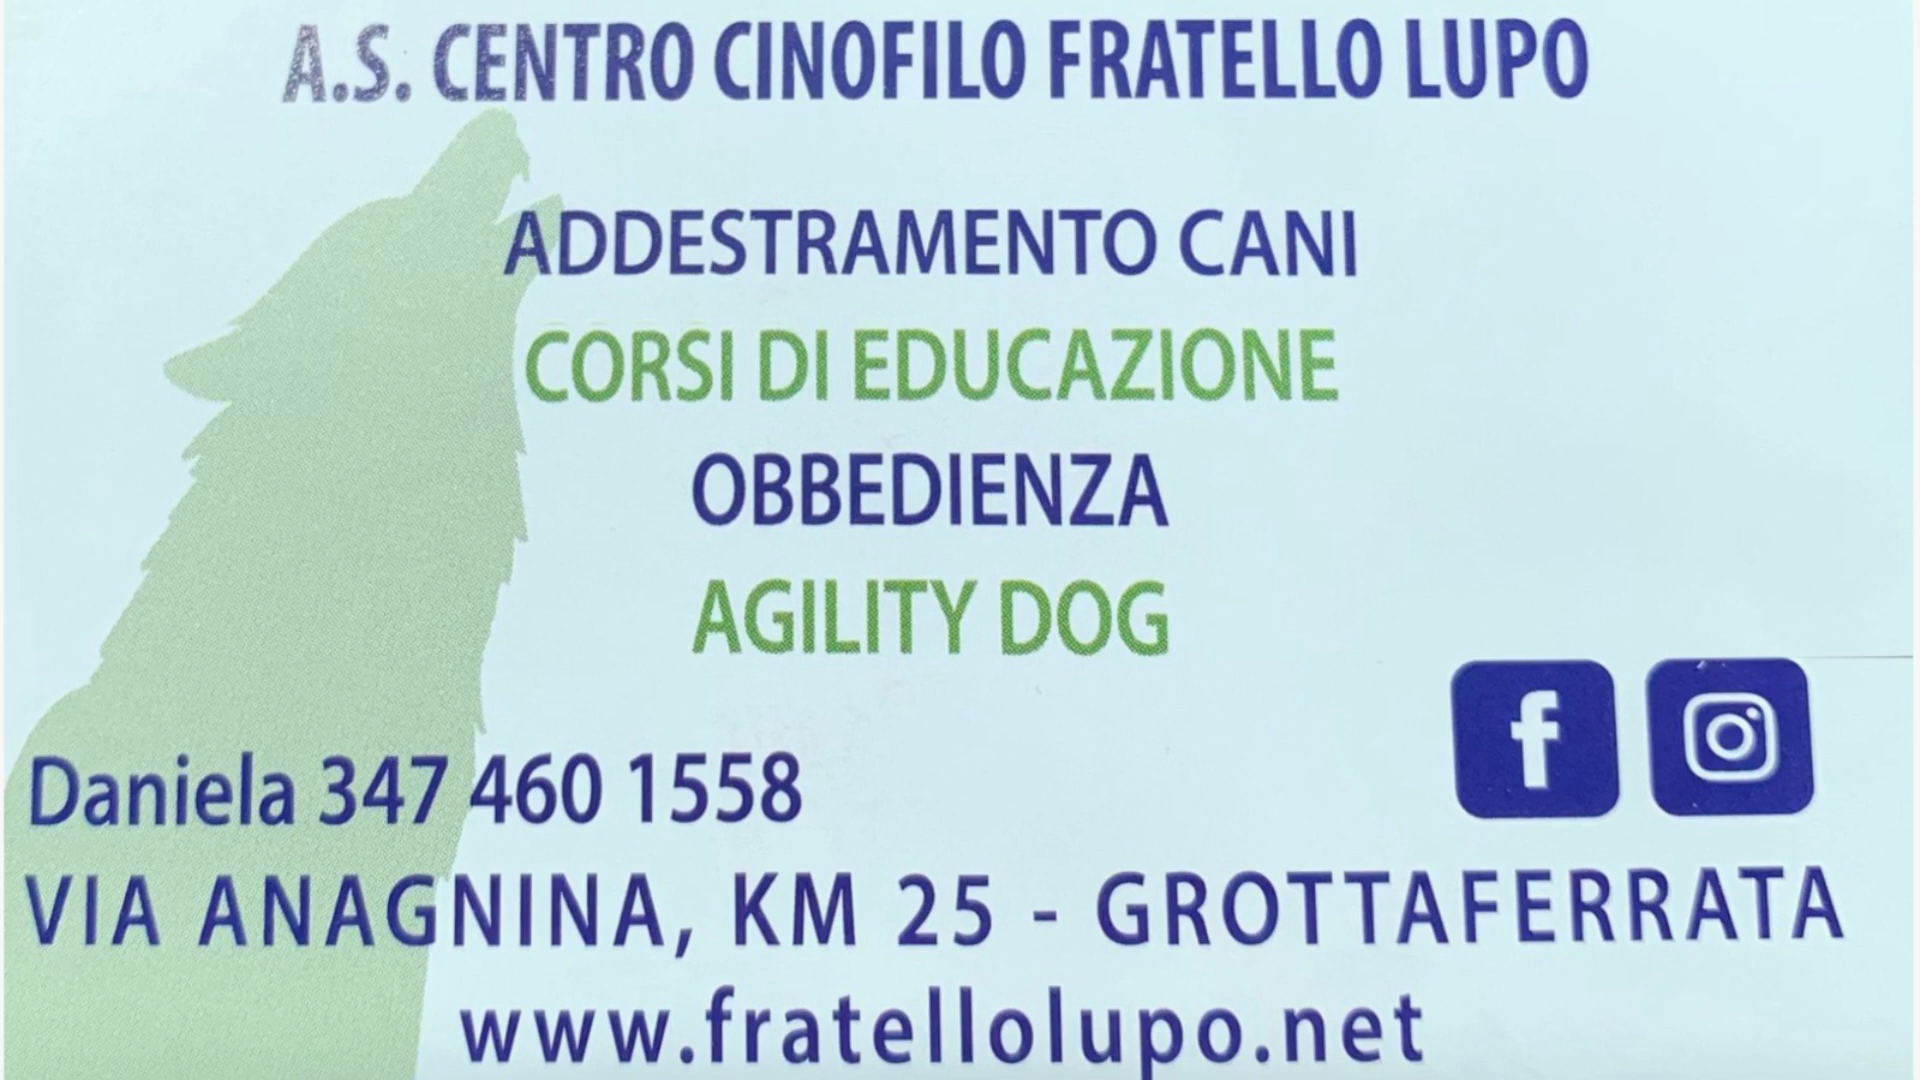 A.S. CENTRO CINOFILO FRATELLO LUPO
ADDESTRAMENTO CANI
CORSI DI EDUCAZIONE
OBBEDIENZA
AGILITY DOG
Daniela 347 460 1558
VIA ANAGNINA, KM 25 - GROTTAFERRATA
www.fratellolupo.net